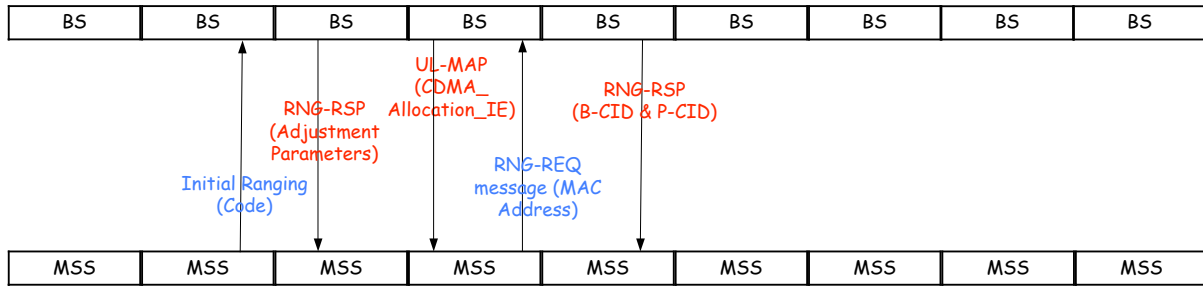 BS BS BS BS BS BS BS BS BS
UL-MAP
(CDMA_
Allocation_IE)
RNG-RSP
(B-CID & P-CID)
RNG-RSP
(Adjustment
Parameters)
RNG-REQ
message (MAC
Address)
Initial Ranging
(Code)
MSS MSS MSS MSS MSS MSS MSS MSS MSS